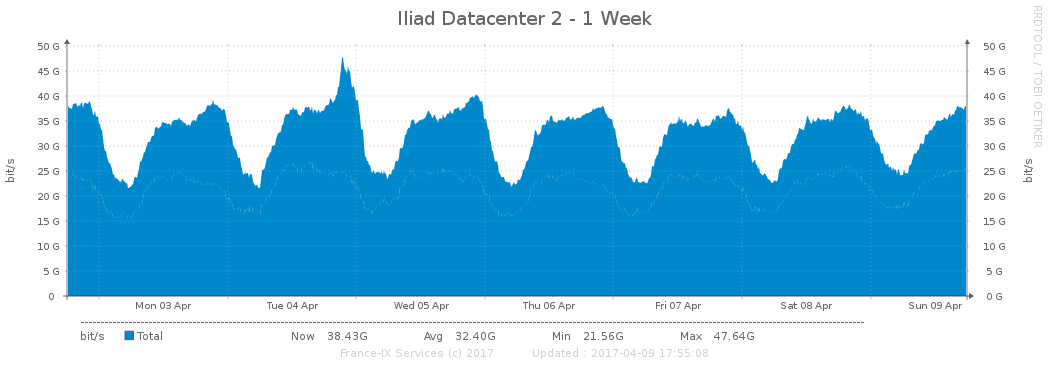 Iliad Datacenter 2 - 1 Week
RRDTOOL / TOBI OETIKER
50 G 50 G
45 G 45 G
40 G 40 G
35 G 35 G
30 G 30 G
25 G 25 G
20 G 20 G
15 G 15 G
10 G 10 G
5 G 5 G
0 0 G
bit/s
bit/s
Mon 03 Apr Tue 04 Apr Wed 05 Apr Thu 06 Apr Fri 07 Apr Sat 08 Apr Sun 09 Apr
bit/s Total Now 38.43G Avg 32.40G Min 21.56G Max 47.64G
France-IX Services (c) 2017 Updated : 2017-04-09 17:55:08